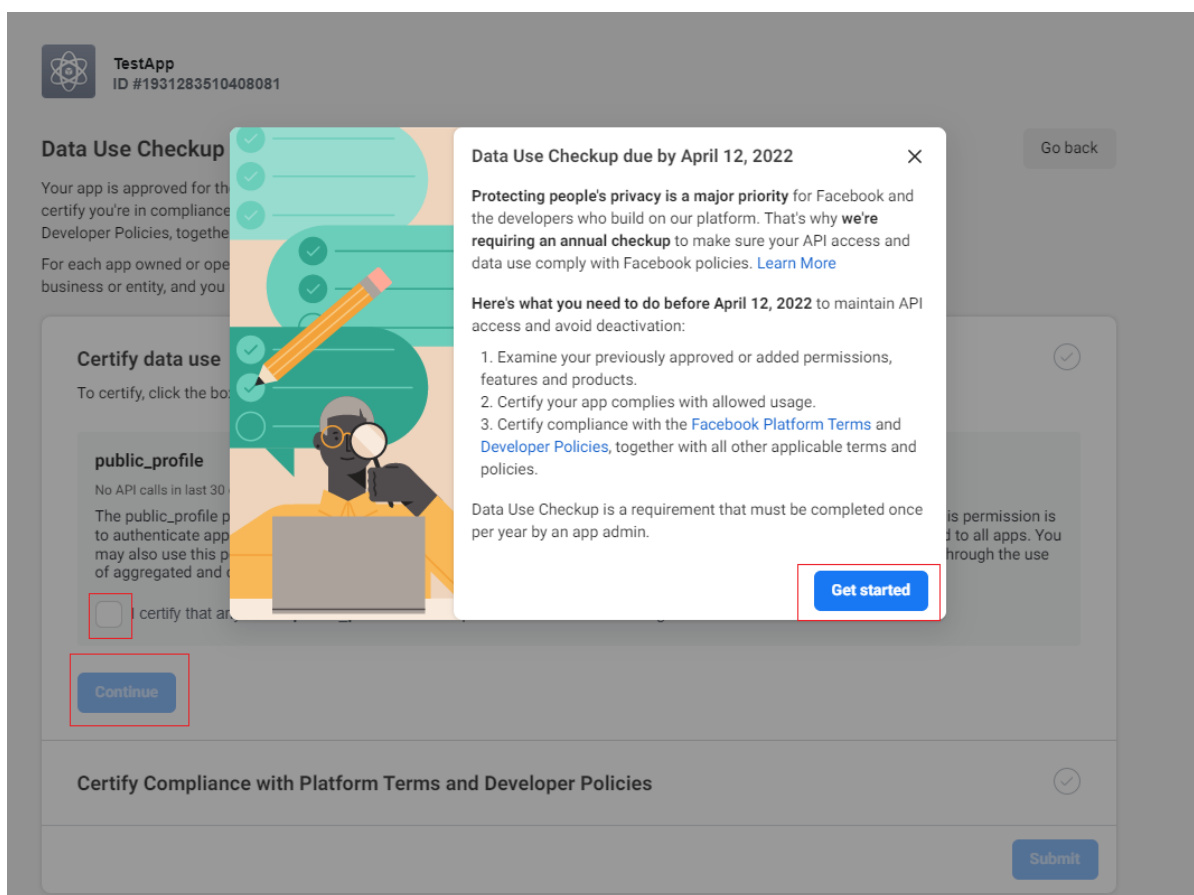 TestApp
ID #1931283510408081
Data Use Checkup
Go back
Your app is approved for th
certify you're in compliance
Developer Policies, togethe
For each app owned or ope
business or entity, and you
Data Use Checkup due by April 12, 2022
Protecting people's privacy is a major priority for Facebook and
the developers who build on our platform. That's why we're
requiring an annual checkup to make sure your API access and
data use comply with Facebook policies. Learn More
Here's what you need to do before April 12, 2022 to maintain API
access and avoid deactivation:
1. Examine your previously approved or added permissions,
features and products.
2. Certify your app complies with allowed usage.
3. Certify compliance with the Facebook Platform Terms and
Developer Policies, together with all other applicable terms and
policies.
Data Use Checkup is a requirement that must be completed once
per year by an app admin.
Get started
Certify data use
To certify, click the bo
public_profile
No API calls in last 30
The public_profile p
is permission is
to authenticate app
d to all apps. You
may also use this p
hrough the use
of aggregated and
I certify that
Continue
Certify Compliance with Platform Terms and Developer Policies
Submit